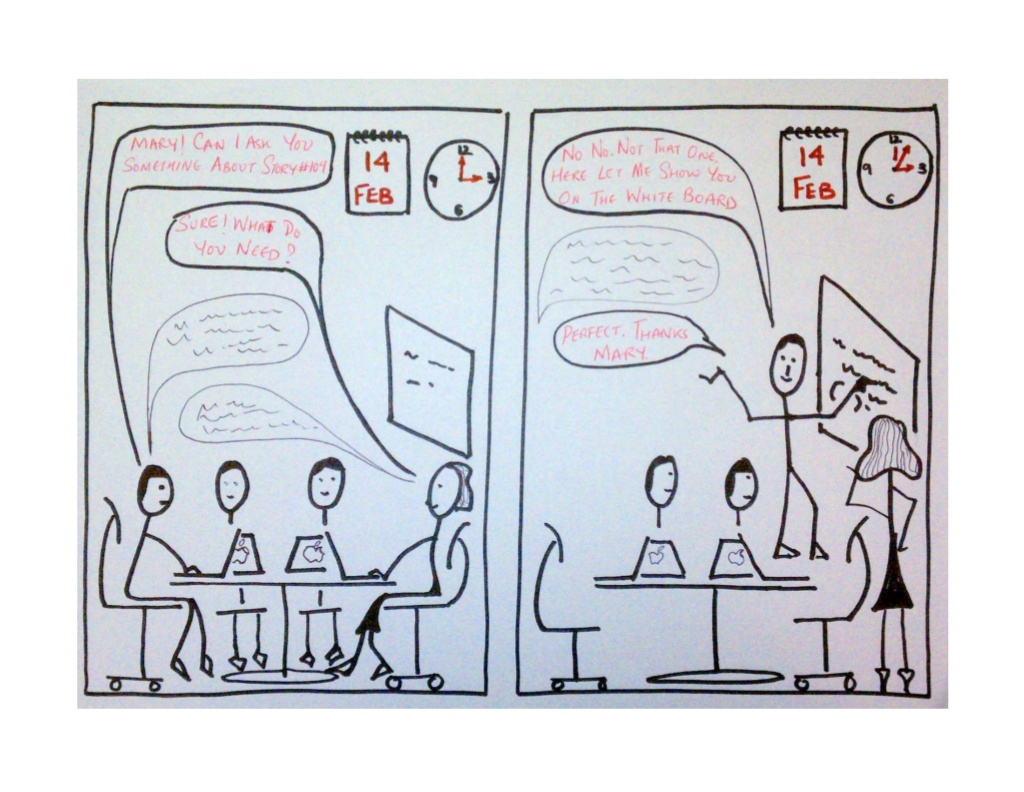 MARY! CAN I ASK YOU
SOMETHING ABOUT STORY#104
14
FEB
12
3
6
9
SURE! WHAT DO
YOU NEED?
NO NO. NOT THAT ONE.
HERE LET ME SHOW YOU
ON THE WHITE BOARD
14
FEB
12
3
6
9
PERFECT. THANKS
MARY.